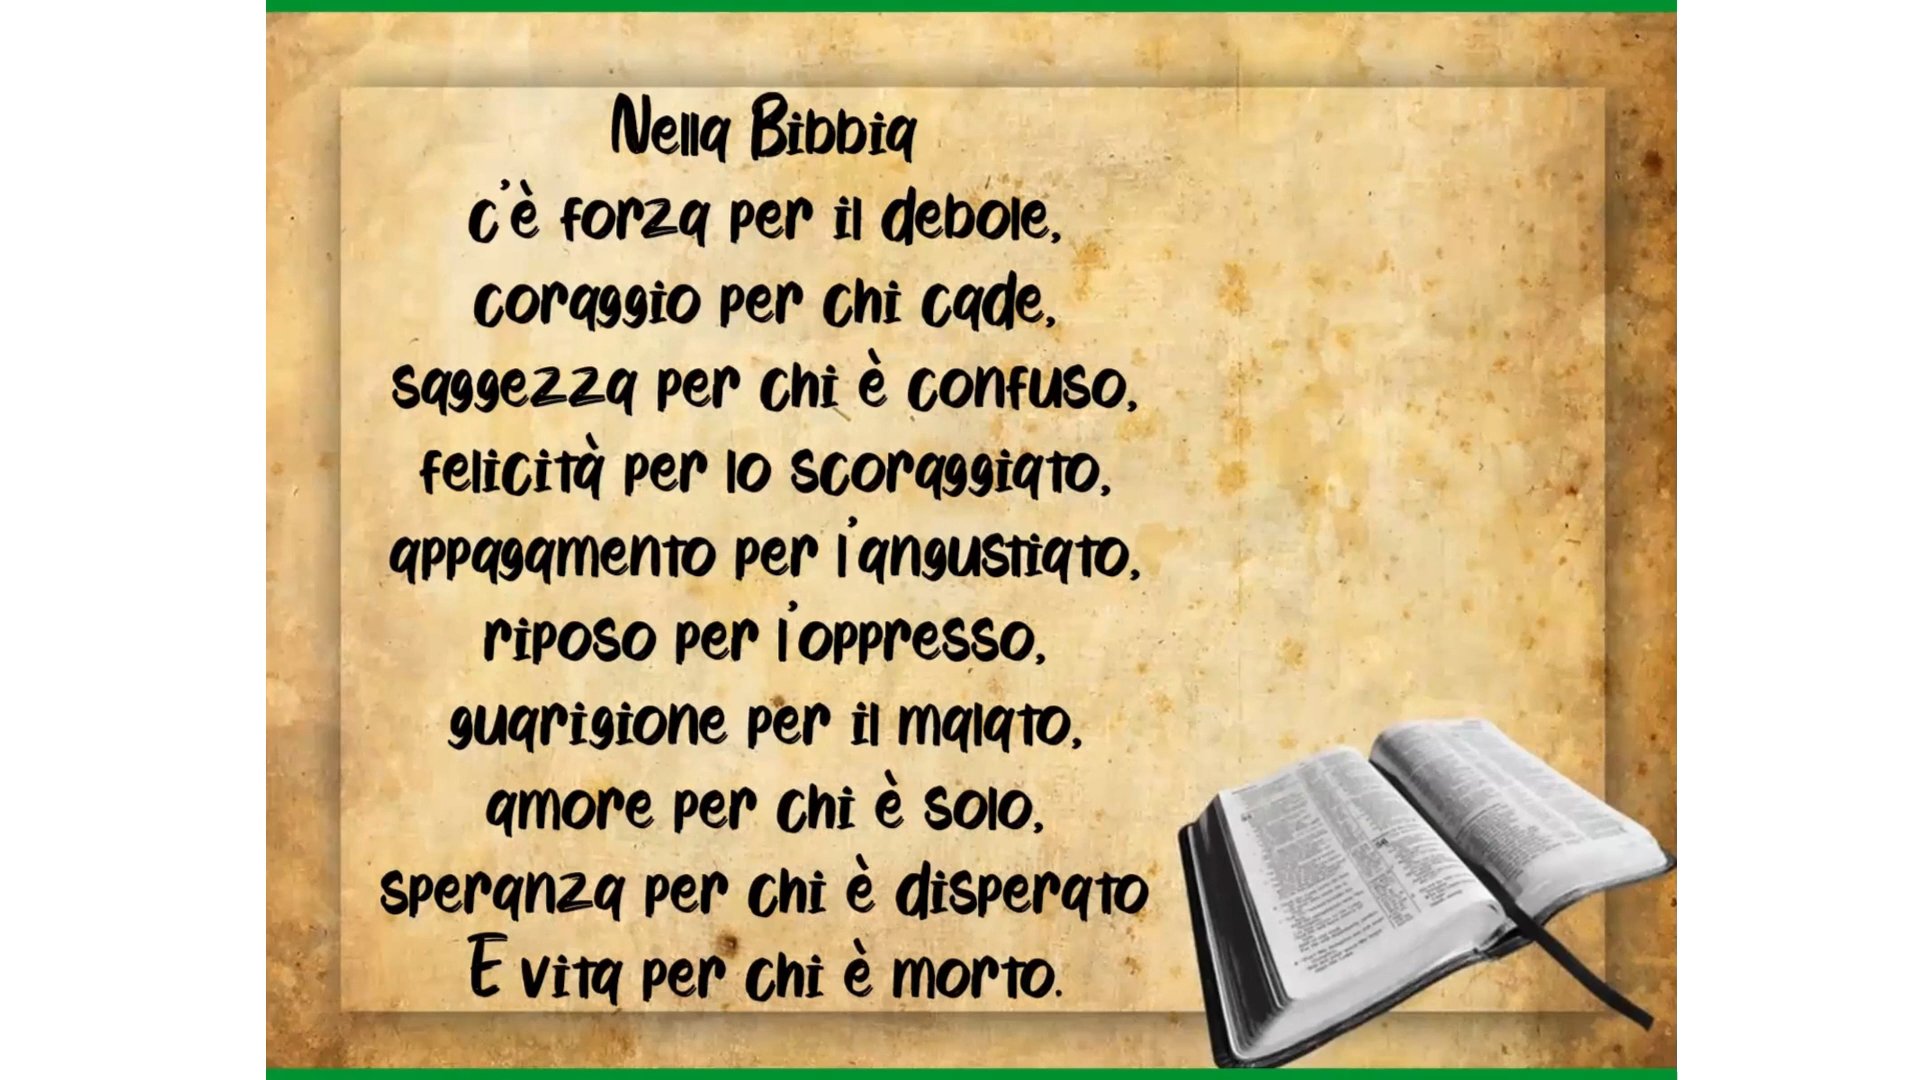 Nella Bibbia
c'è forza per il debole,
coraggio per chi cade,
saggezza per chi è confuso,
felicità per lo scoraggiato,
appagamento per l'angustiato,
riposo per l'oppresso,
guarigione per il malato,
amore per chi è solo,
speranza per chi è disperato
E vita per chi è morto.